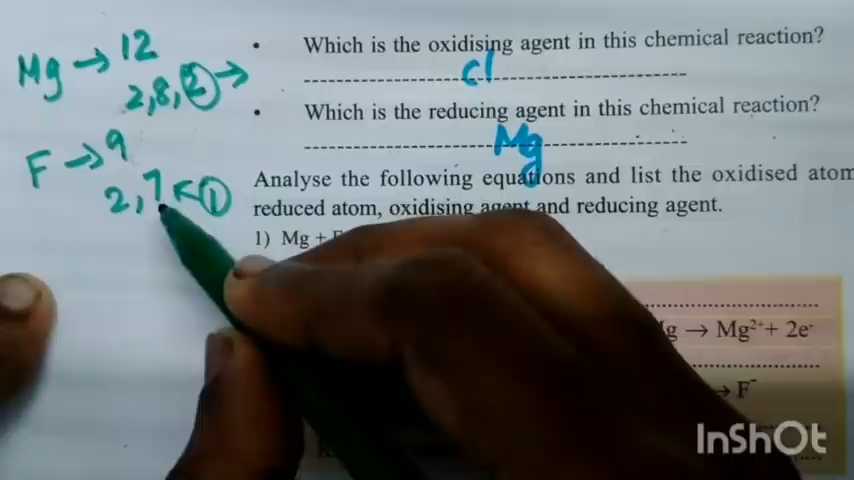 Mg → 12
2,8,2 →
F → 9
2,7 ← 1
• Which is the oxidising agent in this chemical reaction?
Cl
• Which is the reducing agent in this chemical reaction?
Mg
Analyse the following equations and list the oxidised atom
reduced atom, oxidising agent and reducing agent.
1) Mg +
→ Mg²⁺ + 2e⁻
→ F⁻
InShOt